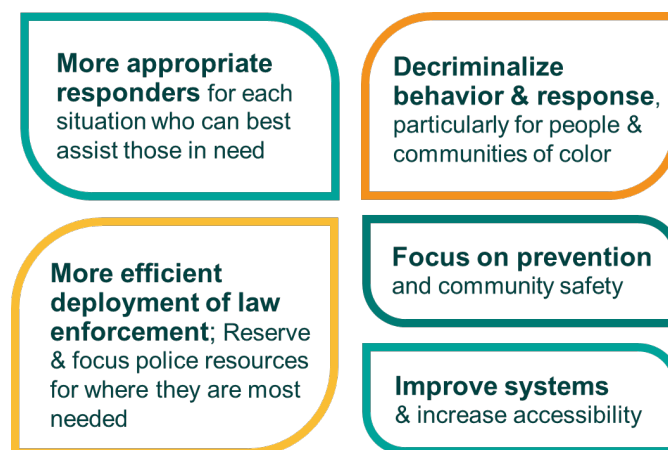 More appropriate
responders for each
situation who can best
assist those in need
Decriminalize
behavior & response,
particularly for people &
communities of color
More efficient
deployment of law
enforcement; Reserve
& focus police resources
for where they are most
needed
Focus on prevention
and community safety
Improve systems
& increase accessibility